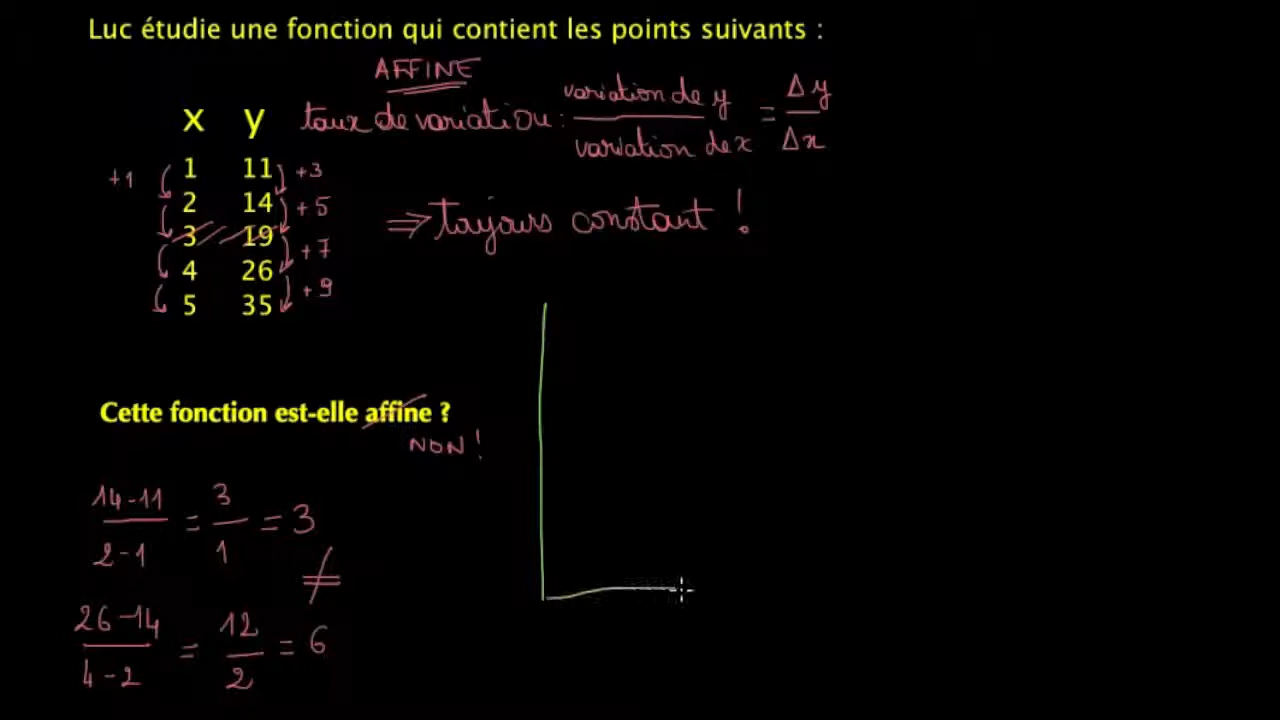 Luc étudie une fonction qui contient les points suivants :
AFFINE
x y taux de variation : variation de y / variation de x = Δy / Δx
+1 1 11 +3
2 14 +5
3 19 +7
4 26 +9
5 35
⇒ toujours constant !
Cette fonction est-elle affine ?
NON !
14-11 / 2-1 = 3 / 1 = 3
≠
26-14 / 4-2 = 12 / 2 = 6